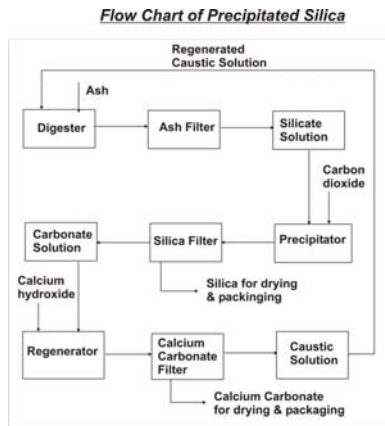 Flow Chart of Precipitated Silica
Regenerated
Caustic Solution
Ash
Digester
Ash Filter
Silicate
Solution
Carbon
dioxide
Carbonate
Solution
Silica Filter
Precipitator
Calcium
hydroxide
Silica for drying
& packinging
Regenerator
Calcium
Carbonate
Filter
Caustic
Solution
Calcium Carbonate
for drying & packaging